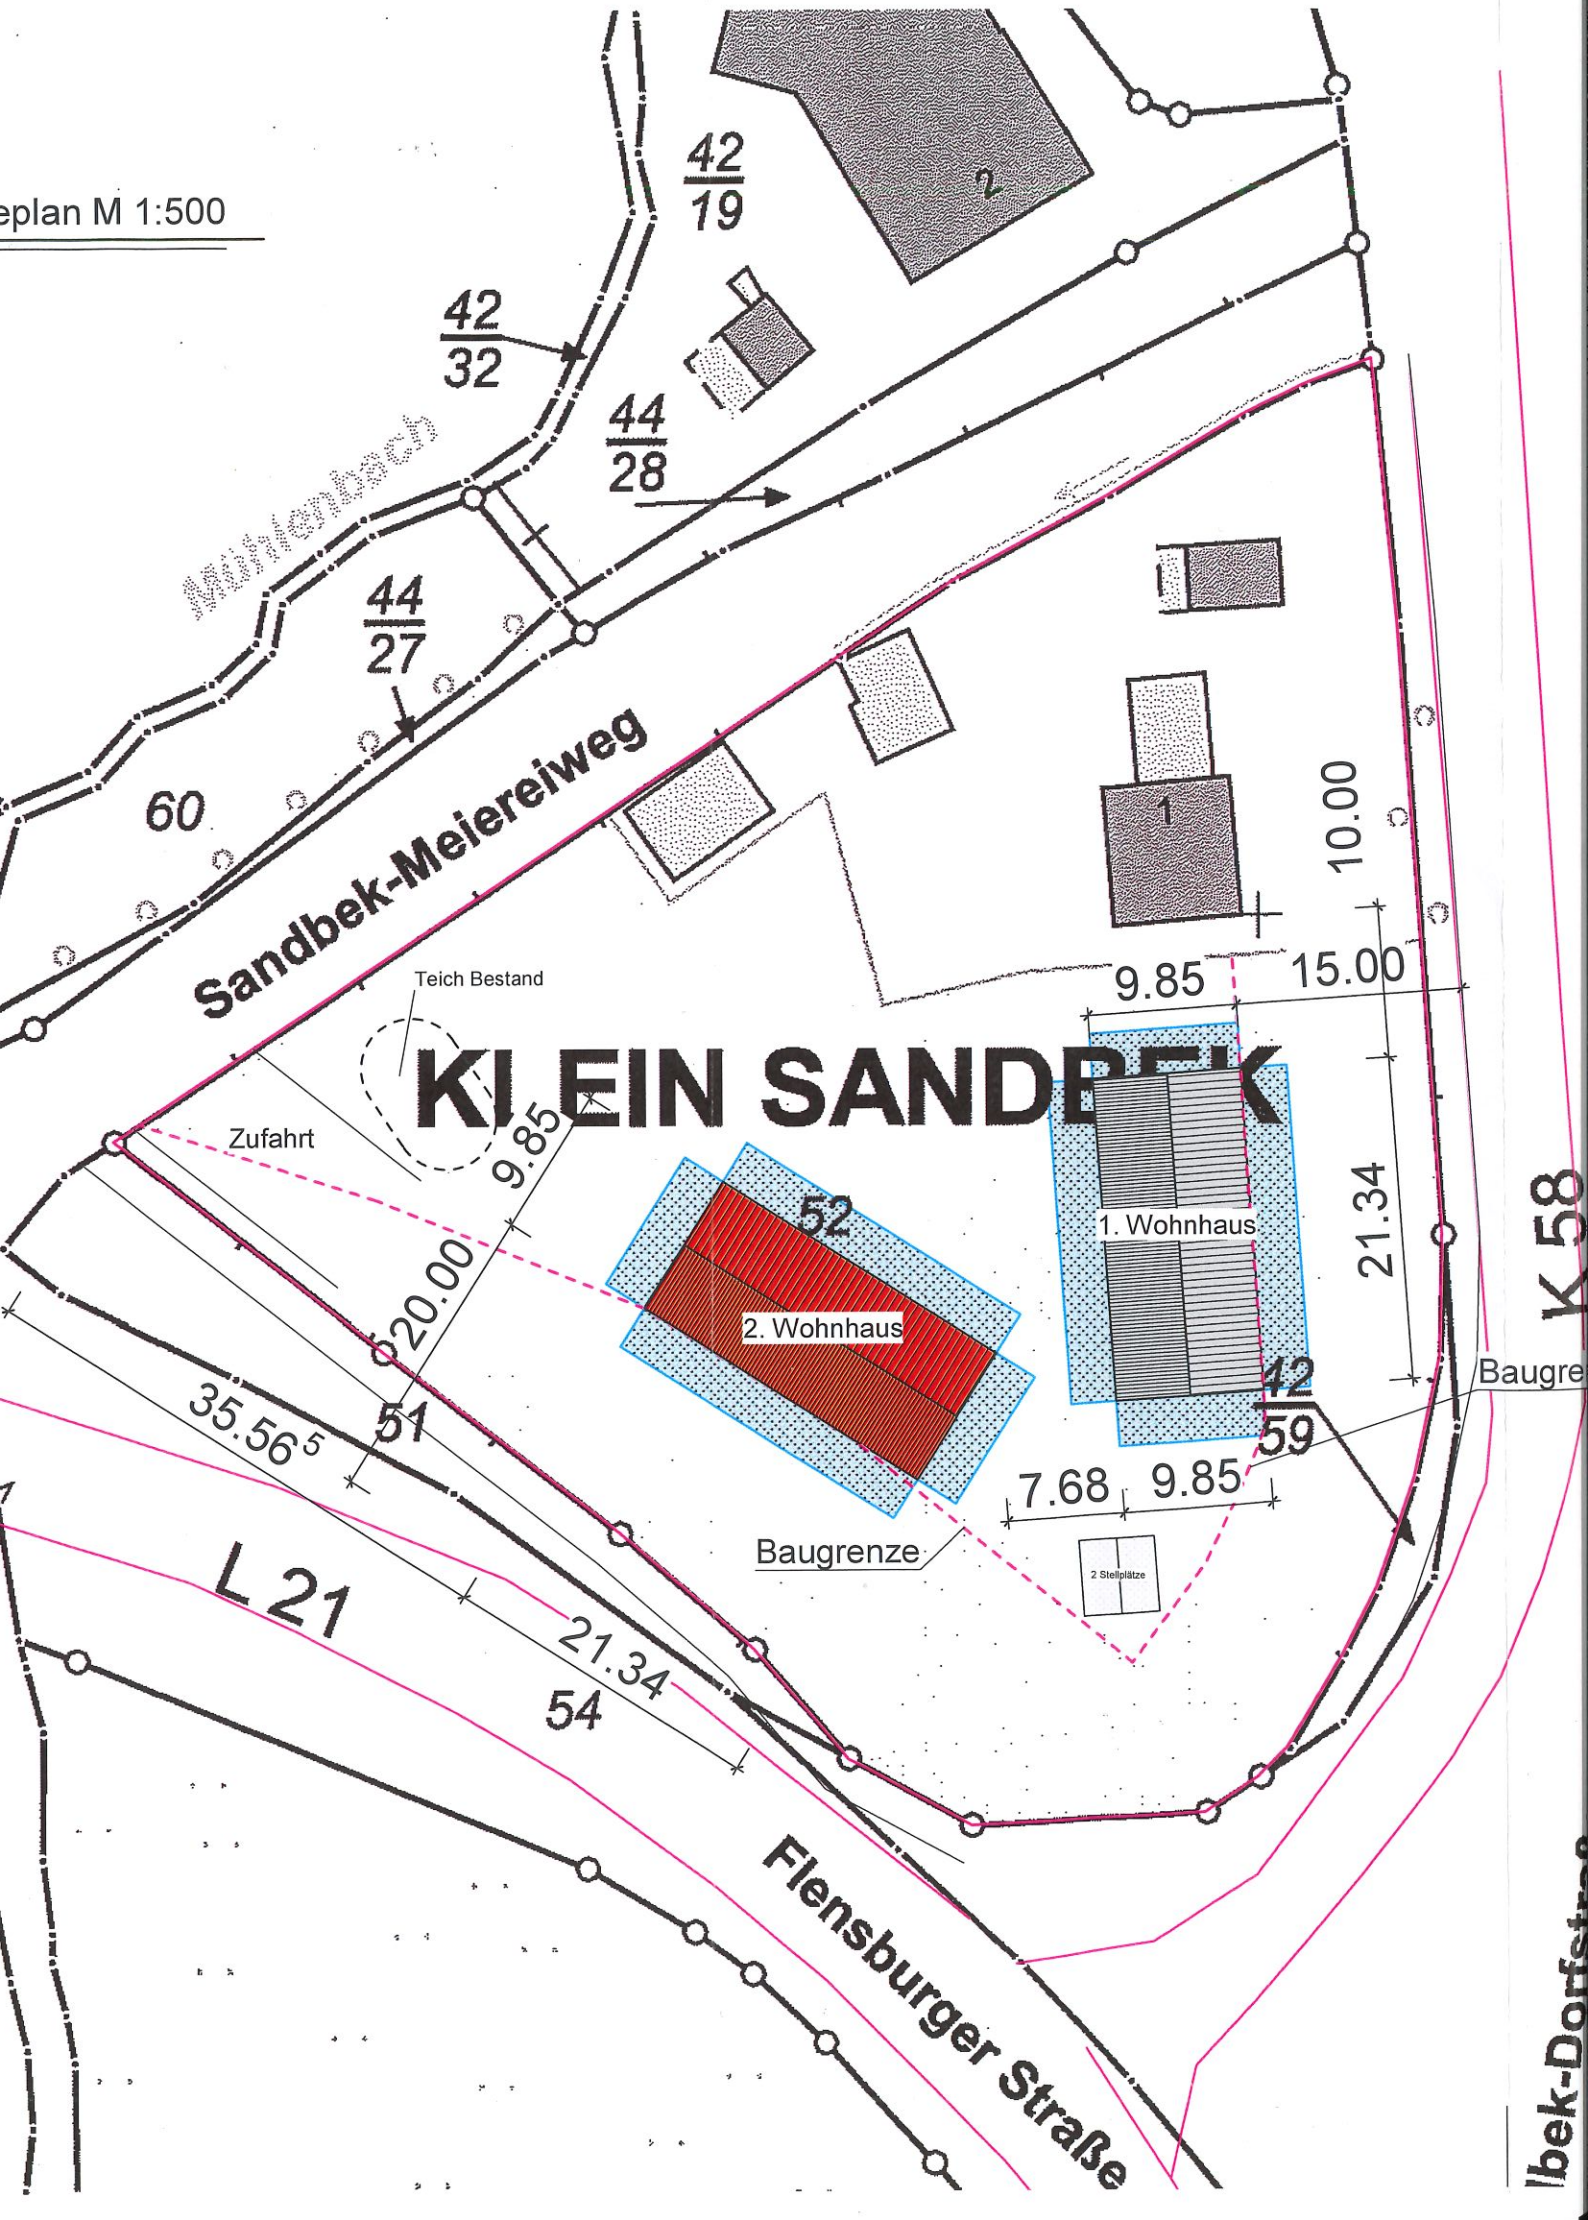 eplan M 1:500
42
19
2
42
32
44
28
Mühlenbach
44
27
60
Sandbek-Meiereiweg
1
10.00
Teich Bestand
9.85
15.00
KLEIN SANDBEK
Zufahrt
9.85
52
1. Wohnhaus
21.34
K 58
20.00
2. Wohnhaus
42
59
Baugre
35.56 5
51
7.68
9.85
Baugrenze
2 Stellplätze
L 21
21.34
54
Flensburger Straße